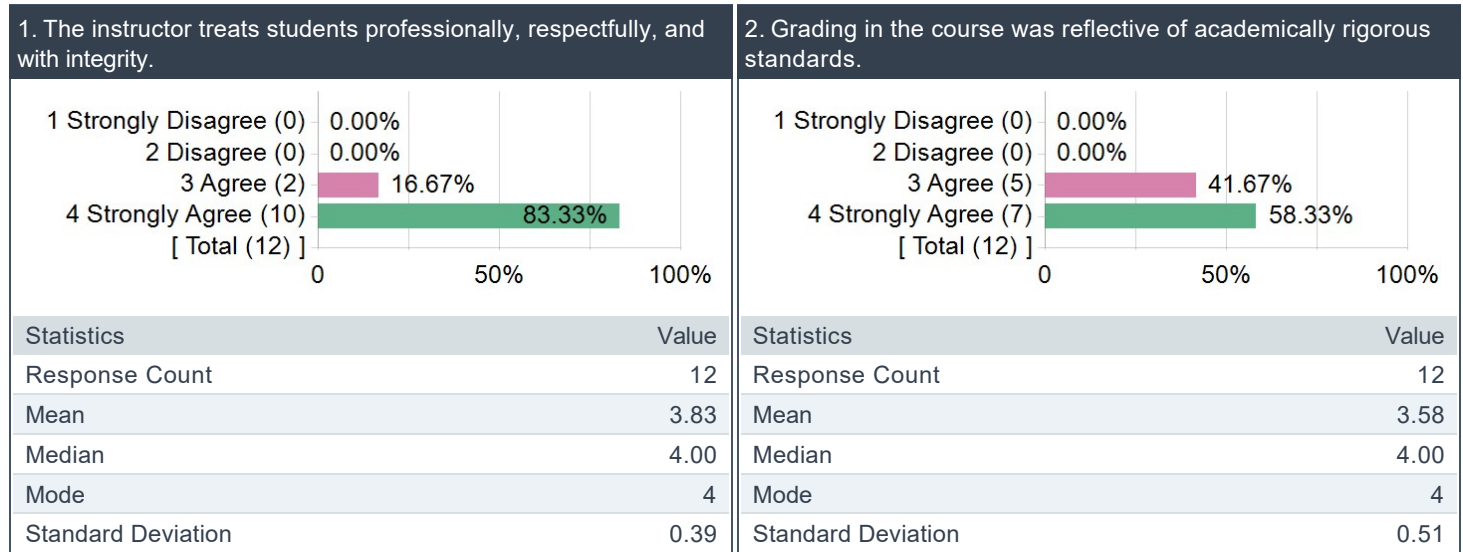 1. The instructor treats students professionally, respectfully, and
with integrity.
1 Strongly Disagree (0) 0.00%
2 Disagree (0) 0.00%
3 Agree (2) 16.67%
4 Strongly Agree (10) 83.33%
[ Total (12) ]
0 50% 100%
Statistics Value
Response Count 12
Mean 3.83
Median 4.00
Mode 4
Standard Deviation 0.39
2. Grading in the course was reflective of academically rigorous
standards.
1 Strongly Disagree (0) 0.00%
2 Disagree (0) 0.00%
3 Agree (5) 41.67%
4 Strongly Agree (7) 58.33%
[ Total (12) ]
0 50% 100%
Statistics Value
Response Count 12
Mean 3.58
Median 4.00
Mode 4
Standard Deviation 0.51